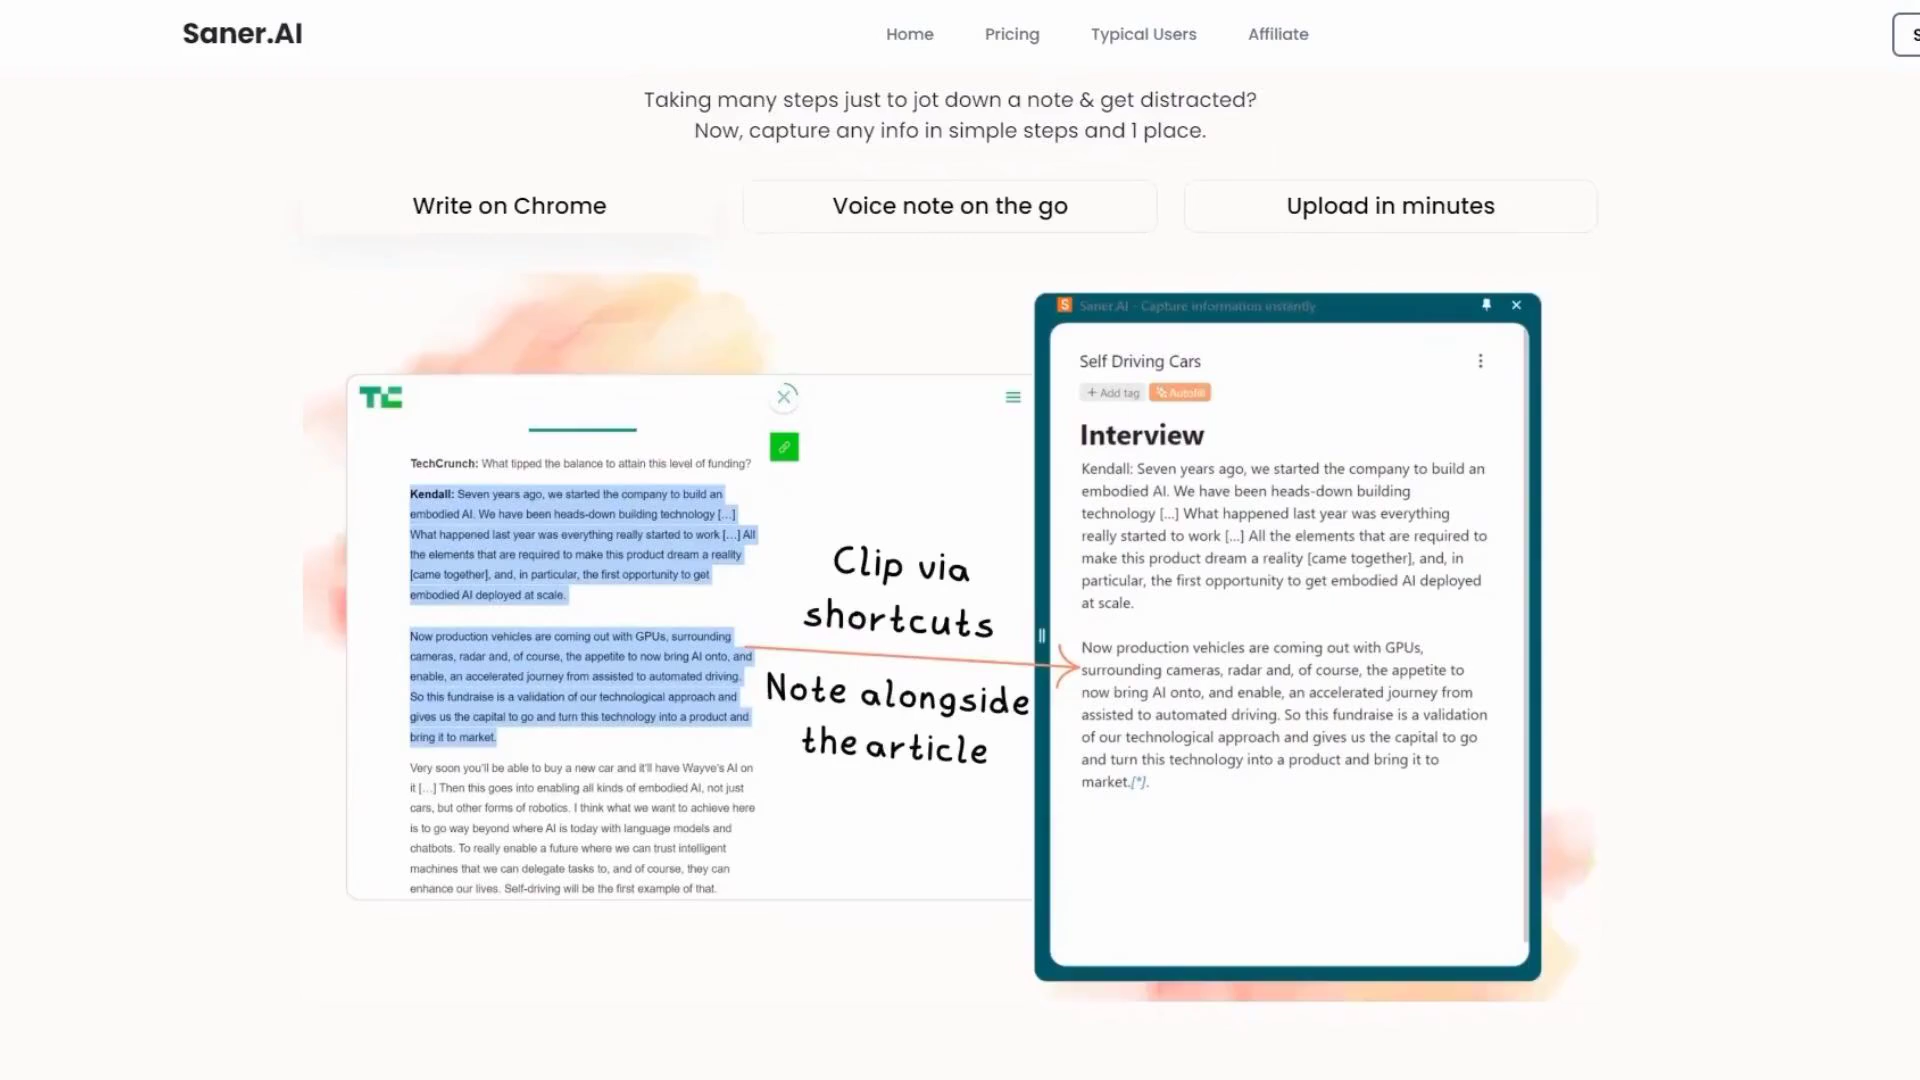 Saner.AI
Home
Pricing
Typical Users
Affiliate
S
Taking many steps just to jot down a note & get distracted?
Now, capture any info in simple steps and 1 place.
Write on Chrome
Voice note on the go
Upload in minutes
TC
TechCrunch: What tipped the balance to attain this level of funding?
Kendall: Seven years ago, we started the company to build an
embodied AI. We have been heads-down building technology […]
What happened last year was everything really started to work […] All
the elements that are required to make this product dream a reality
[came together], and, in particular, the first opportunity to get
embodied AI deployed at scale.
Now production vehicles are coming out with GPUs, surrounding
cameras, radar and, of course, the appetite to now bring AI onto, and
enable, an accelerated journey from assisted to automated driving.
So this fundraise is a validation of our technological approach and
gives us the capital to go and turn this technology into a product and
bring it to market.
Very soon you'll be able to buy a new car and it'll have Wayve's AI on
it […] Then this goes into enabling all kinds of embodied AI, not just
cars, but other forms of robotics. I think what we want to achieve here
is to go way beyond where AI is today with language models and
chatbots. To really enable a future where we can trust intelligent
machines that we can delegate tasks to, and of course, they can
enhance our lives. Self-driving will be the first example of that.
Clip via
shortcuts
Note alongside
the article
S Saner.AI - Capture information instantly
Self Driving Cars
+ Add tag
Autofill
Interview
Kendall: Seven years ago, we started the company to build an
embodied AI. We have been heads-down building
technology […] What happened last year was everything
really started to work […] All the elements that are required to
make this product dream a reality [came together], and, in
particular, the first opportunity to get embodied AI deployed
at scale.
Now production vehicles are coming out with GPUs,
surrounding cameras, radar and, of course, the appetite to
now bring AI onto, and enable, an accelerated journey from
assisted to automated driving. So this fundraise is a validation
of our technological approach and gives us the capital to go
and turn this technology into a product and bring it to
market.[*].